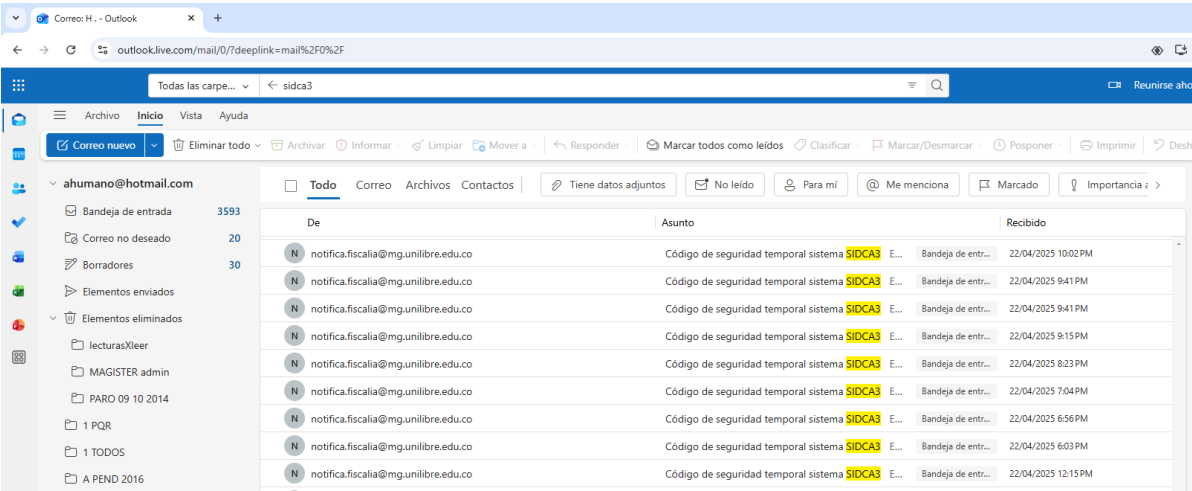 Correo: H . - Outlook
outlook.live.com/mail/0/?deeplink=mail%2F0%2F
Todas las carpe... sidca3 Reunirse aho
Archivo Inicio Vista Ayuda
Correo nuevo Eliminar todo Archivar Informar Limpiar Mover a Responder Marcar todos como leídos Clasificar Marcar/Desmarcar Posponer Imprimir Desh
ahumano@hotmail.com
Bandeja de entrada 3593
Correo no deseado 20
Borradores 30
Elementos enviados
Elementos eliminados
lecturasXleer
MAGISTER admin
PARO 09 10 2014
1 PQR
1 TODOS
A PEND 2016
Todo Correo Archivos Contactos Tiene datos adjuntos No leído Para mí Me menciona Marcado Importancia a
De Asunto Recibido
N notifica.fiscalia@mg.unilibre.edu.co Código de seguridad temporal sistema SIDCA3 E... Bandeja de entr... 22/04/2025 10:02 PM
N notifica.fiscalia@mg.unilibre.edu.co Código de seguridad temporal sistema SIDCA3 E... Bandeja de entr... 22/04/2025 9:41 PM
N notifica.fiscalia@mg.unilibre.edu.co Código de seguridad temporal sistema SIDCA3 E... Bandeja de entr... 22/04/2025 9:41 PM
N notifica.fiscalia@mg.unilibre.edu.co Código de seguridad temporal sistema SIDCA3 E... Bandeja de entr... 22/04/2025 9:15 PM
N notifica.fiscalia@mg.unilibre.edu.co Código de seguridad temporal sistema SIDCA3 E... Bandeja de entr... 22/04/2025 8:23 PM
N notifica.fiscalia@mg.unilibre.edu.co Código de seguridad temporal sistema SIDCA3 E... Bandeja de entr... 22/04/2025 7:04 PM
N notifica.fiscalia@mg.unilibre.edu.co Código de seguridad temporal sistema SIDCA3 E... Bandeja de entr... 22/04/2025 6:56 PM
N notifica.fiscalia@mg.unilibre.edu.co Código de seguridad temporal sistema SIDCA3 E... Bandeja de entr... 22/04/2025 6:03 PM
N notifica.fiscalia@mg.unilibre.edu.co Código de seguridad temporal sistema SIDCA3 E... Bandeja de entr... 22/04/2025 12:15 PM